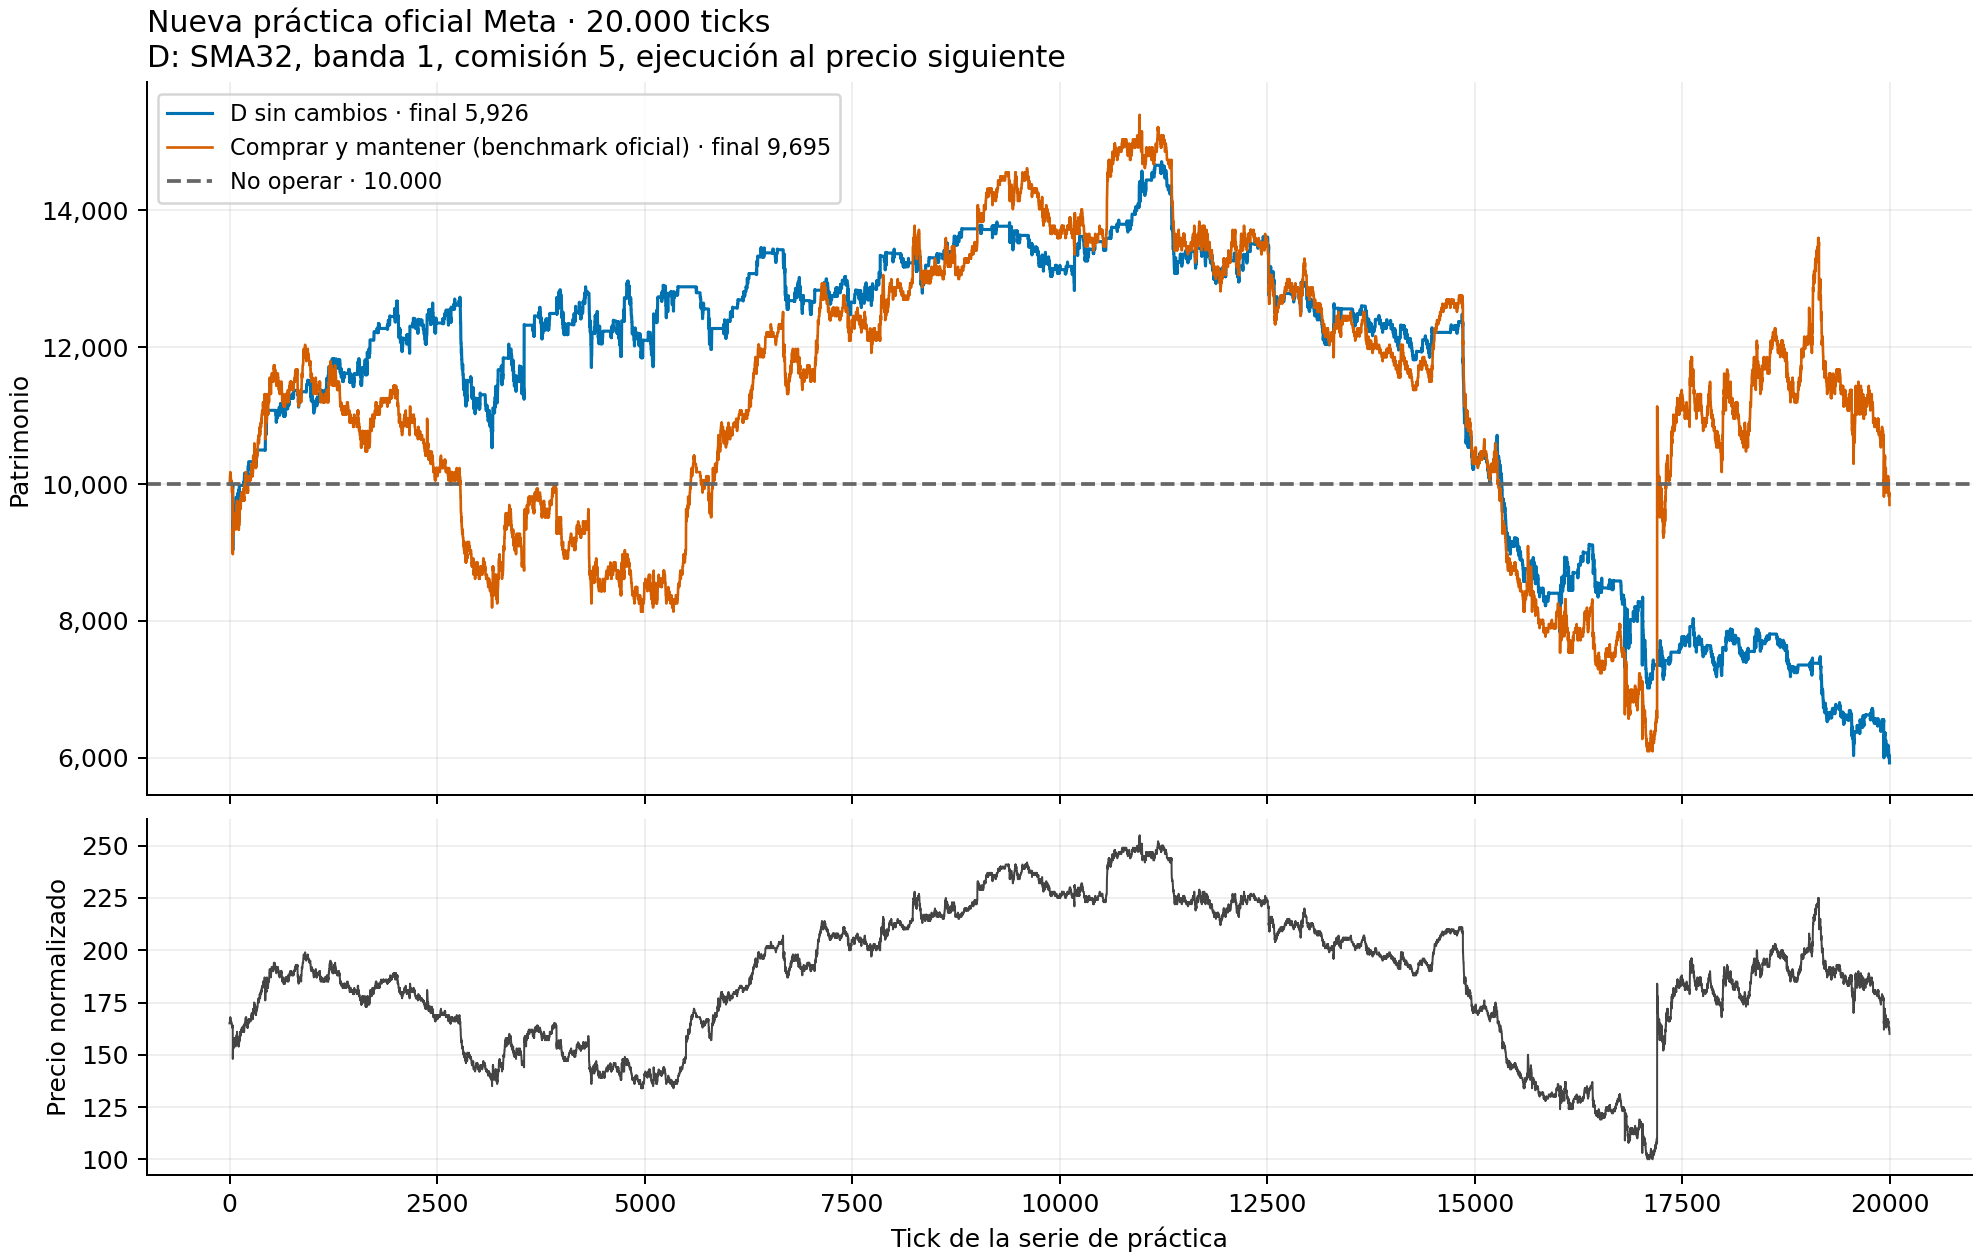 Nueva práctica oficial Meta · 20.000 ticks
D: SMA32, banda 1, comisión 5, ejecución al precio siguiente
D sin cambios · final 5,926
Comprar y mantener (benchmark oficial) · final 9,695
No operar · 10.000
Patrimonio
14,000
12,000
10,000
8,000
6,000
Precio normalizado
250
225
200
175
150
125
100
0
2500
5000
7500
10000
12500
15000
17500
20000
Tick de la serie de práctica